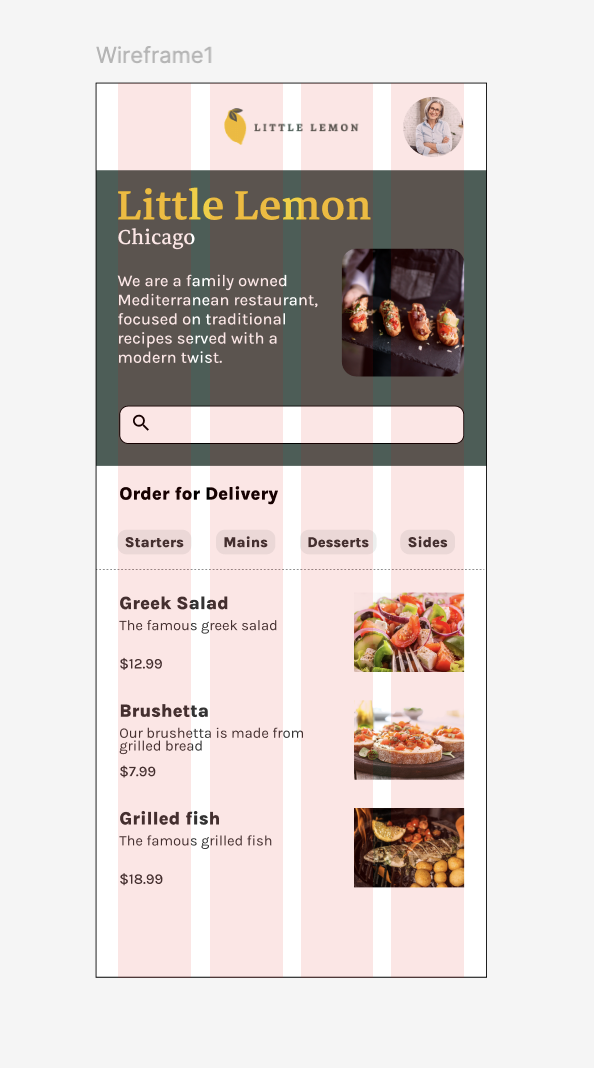 Wireframe1
LITTLE LEMON
Little Lemon
Chicago
We are a family owned
Mediterranean restaurant,
focused on traditional
recipes served with a
modern twist.
Order for Delivery
Starters
Mains
Desserts
Sides
Greek Salad
The famous greek salad
$12.99
Brushetta
Our brushetta is made from
grilled bread
$7.99
Grilled fish
The famous grilled fish
$18.99